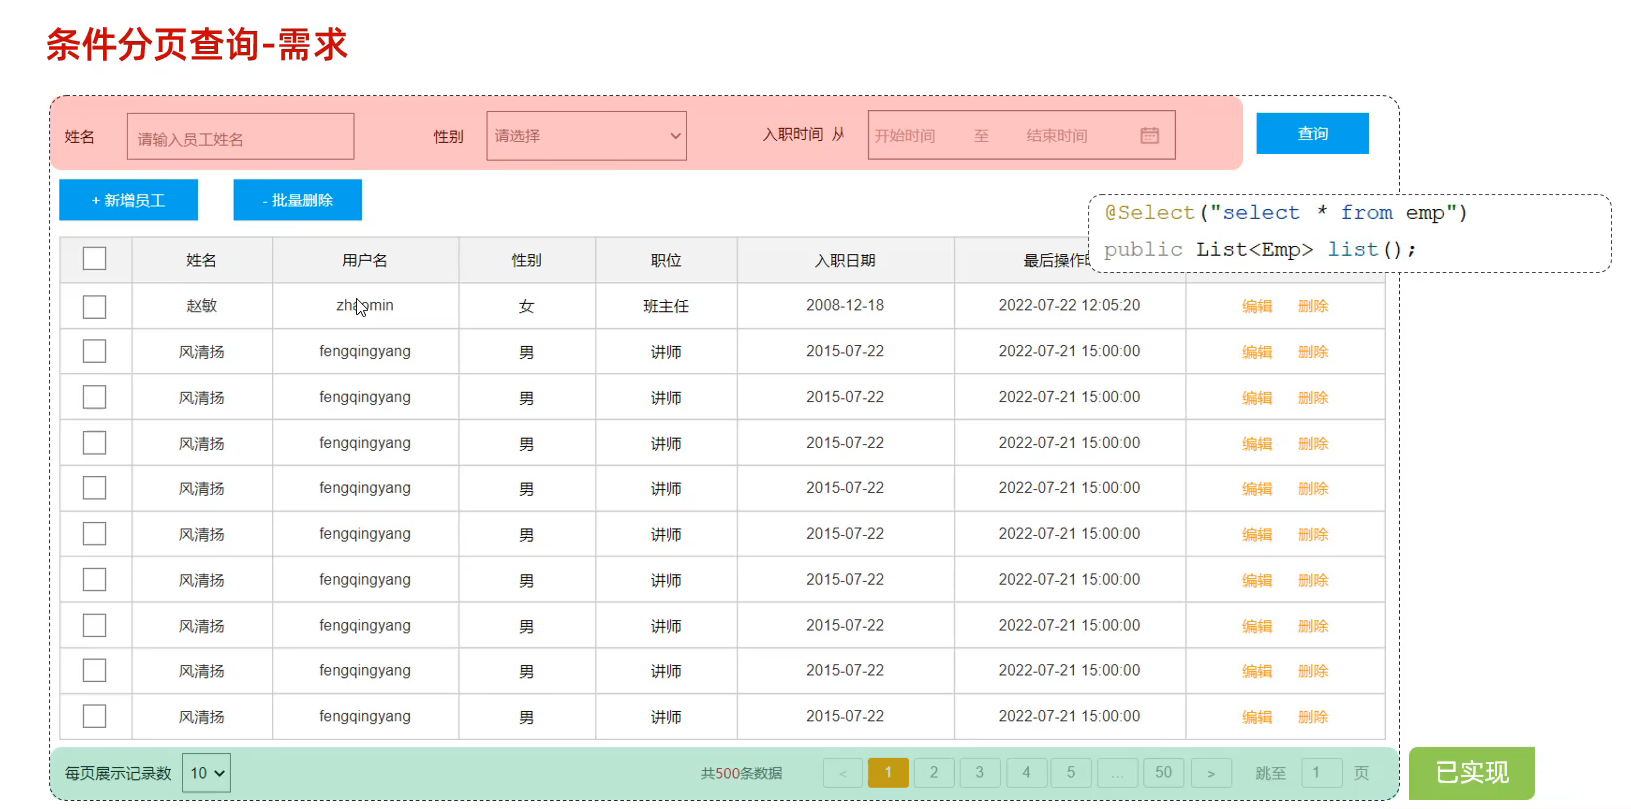 条件分页查询-需求
姓名 请输入员工姓名 性别 请选择 入职时间 从 开始时间 至 结束时间 查询
+ 新增员工 - 批量删除
@Select("select * from emp")
public List<Emp> list();
姓名 用户名 性别 职位 入职日期 最后操作
赵敏 zhaomin 女 班主任 2008-12-18 2022-07-22 12:05:20 编辑 删除
风清扬 fengqingyang 男 讲师 2015-07-22 2022-07-21 15:00:00 编辑 删除
风清扬 fengqingyang 男 讲师 2015-07-22 2022-07-21 15:00:00 编辑 删除
风清扬 fengqingyang 男 讲师 2015-07-22 2022-07-21 15:00:00 编辑 删除
风清扬 fengqingyang 男 讲师 2015-07-22 2022-07-21 15:00:00 编辑 删除
风清扬 fengqingyang 男 讲师 2015-07-22 2022-07-21 15:00:00 编辑 删除
风清扬 fengqingyang 男 讲师 2015-07-22 2022-07-21 15:00:00 编辑 删除
风清扬 fengqingyang 男 讲师 2015-07-22 2022-07-21 15:00:00 编辑 删除
风清扬 fengqingyang 男 讲师 2015-07-22 2022-07-21 15:00:00 编辑 删除
风清扬 fengqingyang 男 讲师 2015-07-22 2022-07-21 15:00:00 编辑 删除
每页展示记录数 10 共500条数据 < 1 2 3 4 5 ... 50 > 跳至 1 页
已实现